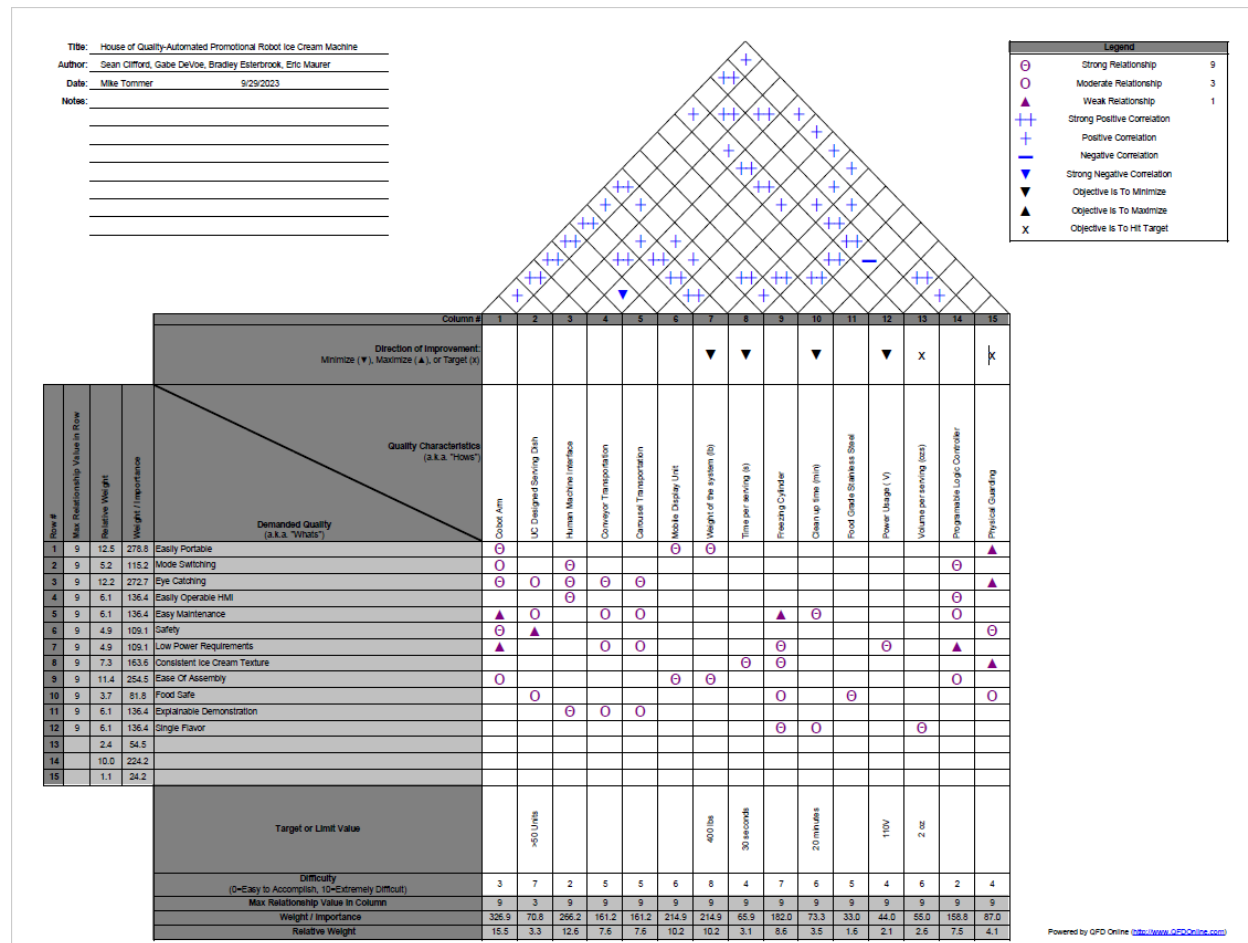 Title: House of Quality-Automated Promotional Robot Ice Cream Machine
Author: Sean Clifford, Gabe DeVoe, Bradley Esterbrook, Eric Maurer
Date: Mike Tommer 9/29/2023
Notes:
Legend
Θ Strong Relationship 9
Ο Moderate Relationship 3
▲ Weak Relationship 1
++ Strong Positive Correlation
+ Positive Correlation
— Negative Correlation
▼ Strong Negative Correlation
▼ Objective Is To Minimize
▲ Objective Is To Maximize
x Objective Is To Hit Target
Column # 1 2 3 4 5 6 7 8 9 10 11 12 13 14 15
Direction of Improvement:
Minimize (▼), Maximize (▲), or Target (x)
▼ ▼ ▼ ▼ x x
Row #
Max Relationship Value in Row
Relative Weight
Weight / Importance
Quality Characteristics
(a.k.a. "Hows")
Demanded Quality
(a.k.a. "Whats")
Cobot Arm
UC Designed Serving Dish
Human Machine Interface
Conveyor Transportation
Carousel Transportation
Mobile Display Unit
Weight of the system (lb)
Time per serving (s)
Freezing Cylinder
Clean up time (min)
Food Grade Stainless Steel
Power Usage ( V)
Volume per serving (ozs)
Programable Logic Controller
Physical Guarding
1 9 12.5 278.8 Easily Portable Θ Θ Θ ▲
2 9 5.2 115.2 Mode Switching Ο Θ Θ
3 9 12.2 272.7 Eye Catching Θ Ο Θ Θ Θ ▲
4 9 6.1 136.4 Easily Operable HMI Θ Θ
5 9 6.1 136.4 Easy Maintenance ▲ Ο Ο Ο ▲ Θ Ο
6 9 4.9 109.1 Safety Θ ▲ Θ
7 9 4.9 109.1 Low Power Requirements ▲ Ο Ο Θ Θ ▲
8 9 7.3 163.6 Consistent Ice Cream Texture Θ Θ ▲
9 9 11.4 254.5 Ease Of Assembly Ο Θ Θ Ο
10 9 3.7 81.8 Food Safe Ο Ο Θ Ο
11 9 6.1 136.4 Explainable Demonstration Θ Ο Ο
12 9 6.1 136.4 Single Flavor Θ Ο Θ
13 2.4 54.5
14 10.0 224.2
15 1.1 24.2
Target or Limit Value
>50 Units
400 lbs
30 seconds
20 minutes
110V
2 oz
Difficulty
(0=Easy to Accomplish, 10=Extremely Difficult)
3 7 2 5 5 6 8 4 7 6 5 4 6 2 4
Max Relationship Value in Column 9 3 9 9 9 9 9 9 9 9 9 9 9 9 9
Weight / Importance 326.9 70.8 266.2 161.2 161.2 214.9 214.9 65.9 182.0 73.3 33.0 44.0 55.0 158.8 87.0
Relative Weight 15.5 3.3 12.6 7.6 7.6 10.2 10.2 3.1 8.6 3.5 1.6 2.1 2.6 7.5 4.1
Powered by QFD Online (http://www.QFDOnline.com)